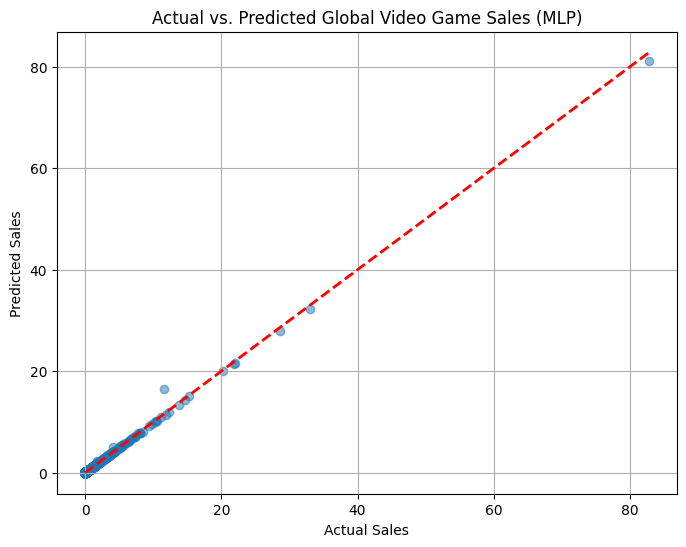 Actual vs. Predicted Global Video Game Sales (MLP)
80
60
40
20
0
Predicted Sales
0 20 40 60 80
Actual Sales